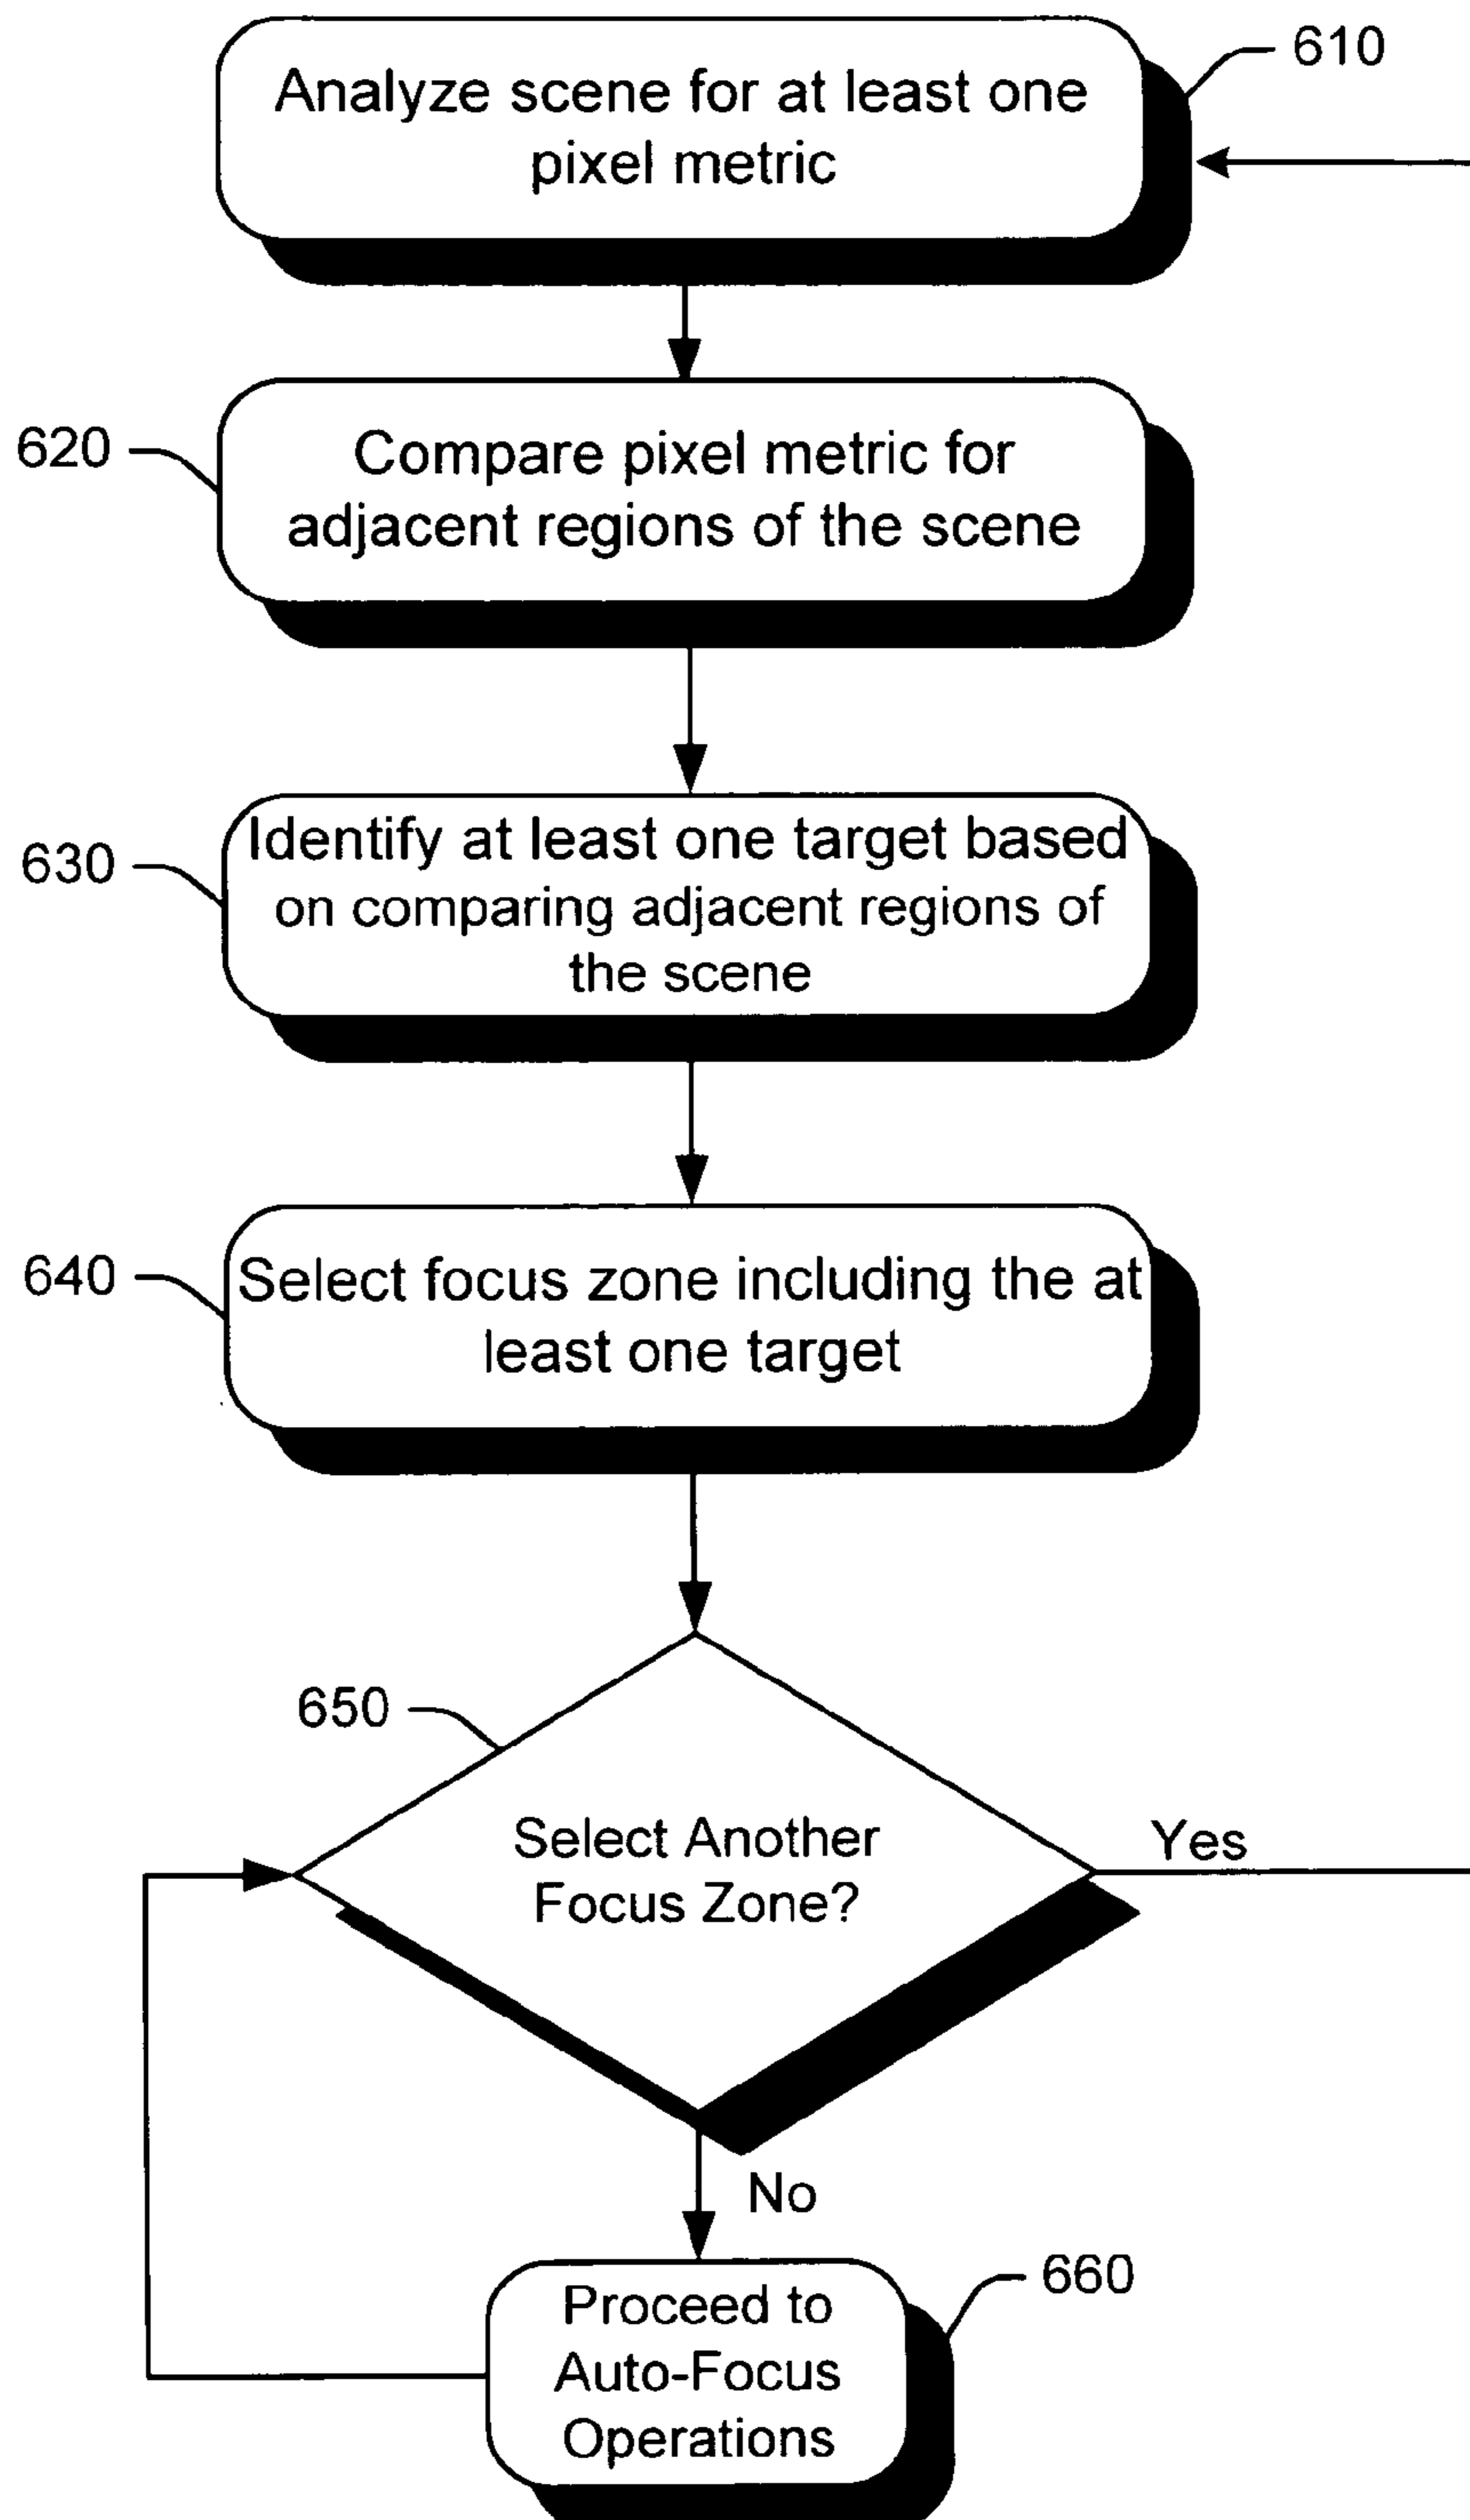 610
Analyze scene for at least one
pixel metric
620
Compare pixel metric for
adjacent regions of the scene
630
Identify at least one target based
on comparing adjacent regions of
the scene
640
Select focus zone including the at
least one target
650
Select Another
Focus Zone?
Yes
No
660
Proceed to
Auto-Focus
Operations